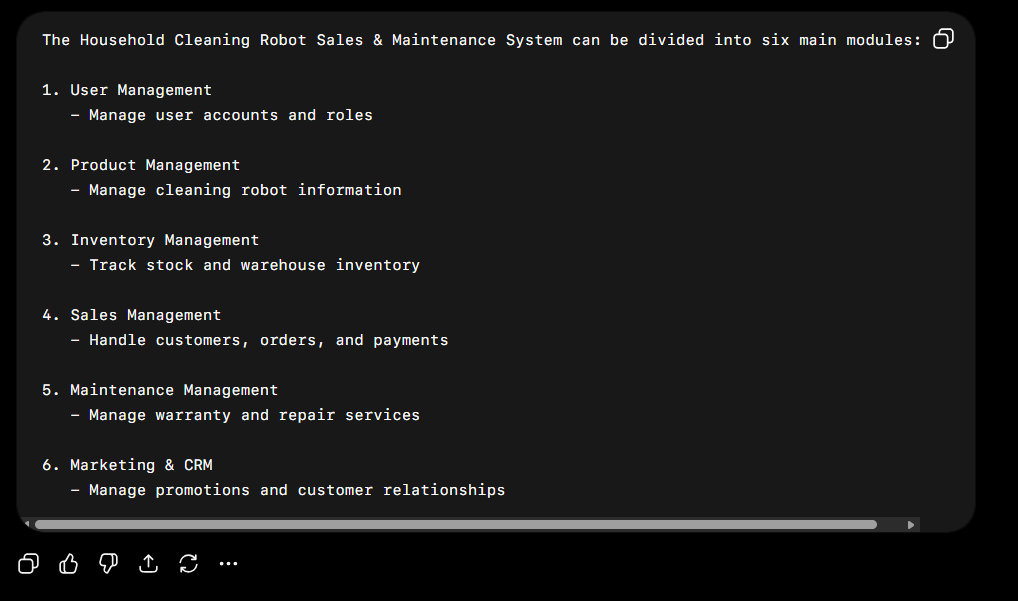 The Household Cleaning Robot Sales & Maintenance System can be divided into six main modules:
1. User Management
– Manage user accounts and roles
2. Product Management
– Manage cleaning robot information
3. Inventory Management
– Track stock and warehouse inventory
4. Sales Management
– Handle customers, orders, and payments
5. Maintenance Management
– Manage warranty and repair services
6. Marketing & CRM
– Manage promotions and customer relationships